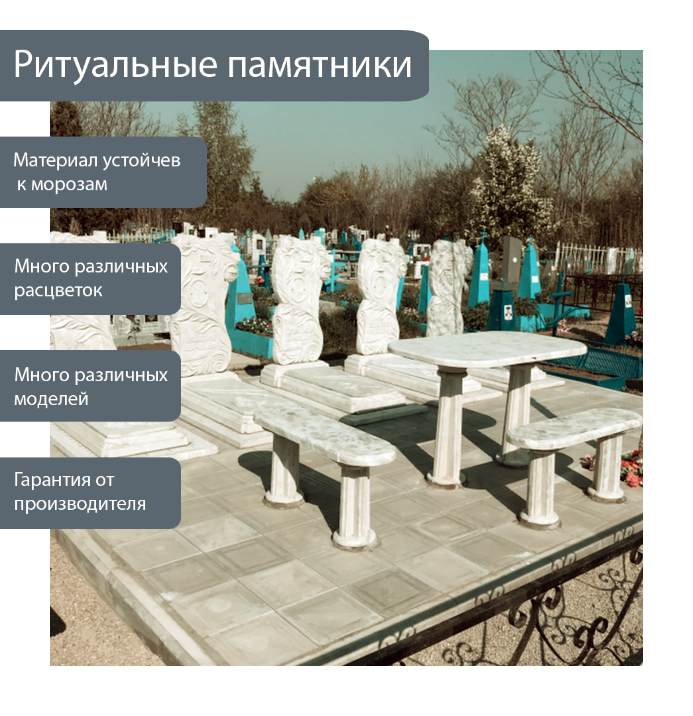 Ритуальные памятники
Материал устойчев
к морозам
Много различных
расцветок
Много различных
моделей
Гарантия от
производителя